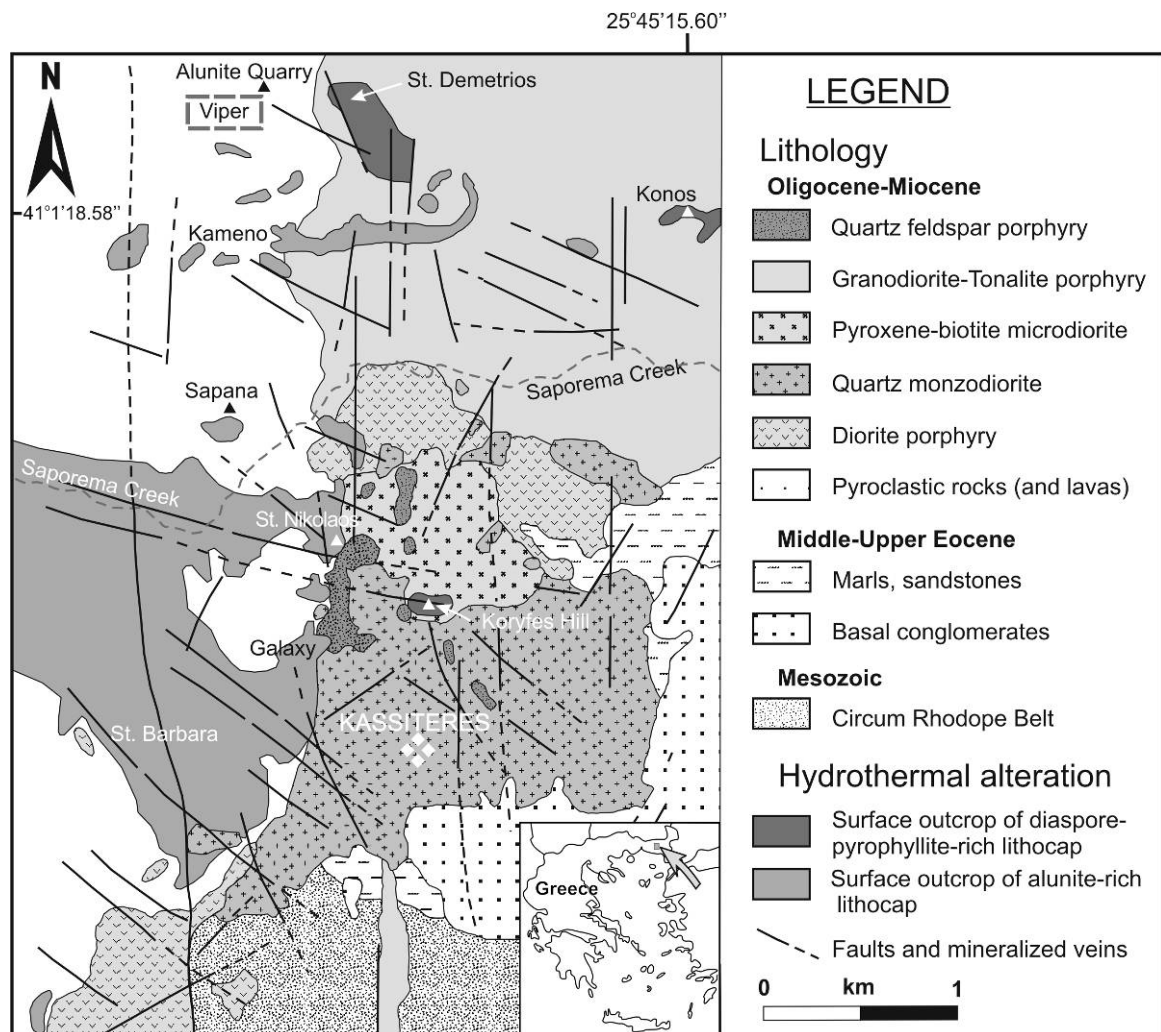 25°45'15.60’’
N
Alunite Quarry
St. Demetrios
Viper
41°1'18.58’’
Konos
Kameno
Saporema Creek
Sapana
Saporema Creek
St. Nikolaos
Koryfes Hill
Galaxy
KASSITERES
St. Barbara
Greece
LEGEND
Lithology
Oligocene-Miocene
Quartz feldspar porphyry
Granodiorite-Tonalite porphyry
Pyroxene-biotite microdiorite
Quartz monzodiorite
Diorite porphyry
Pyroclastic rocks (and lavas)
Middle-Upper Eocene
Marls, sandstones
Basal conglomerates
Mesozoic
Circum Rhodope Belt
Hydrothermal alteration
Surface outcrop of diaspore-
pyrophyllite-rich lithocap
Surface outcrop of alunite-rich
lithocap
Faults and mineralized veins
0 km 1